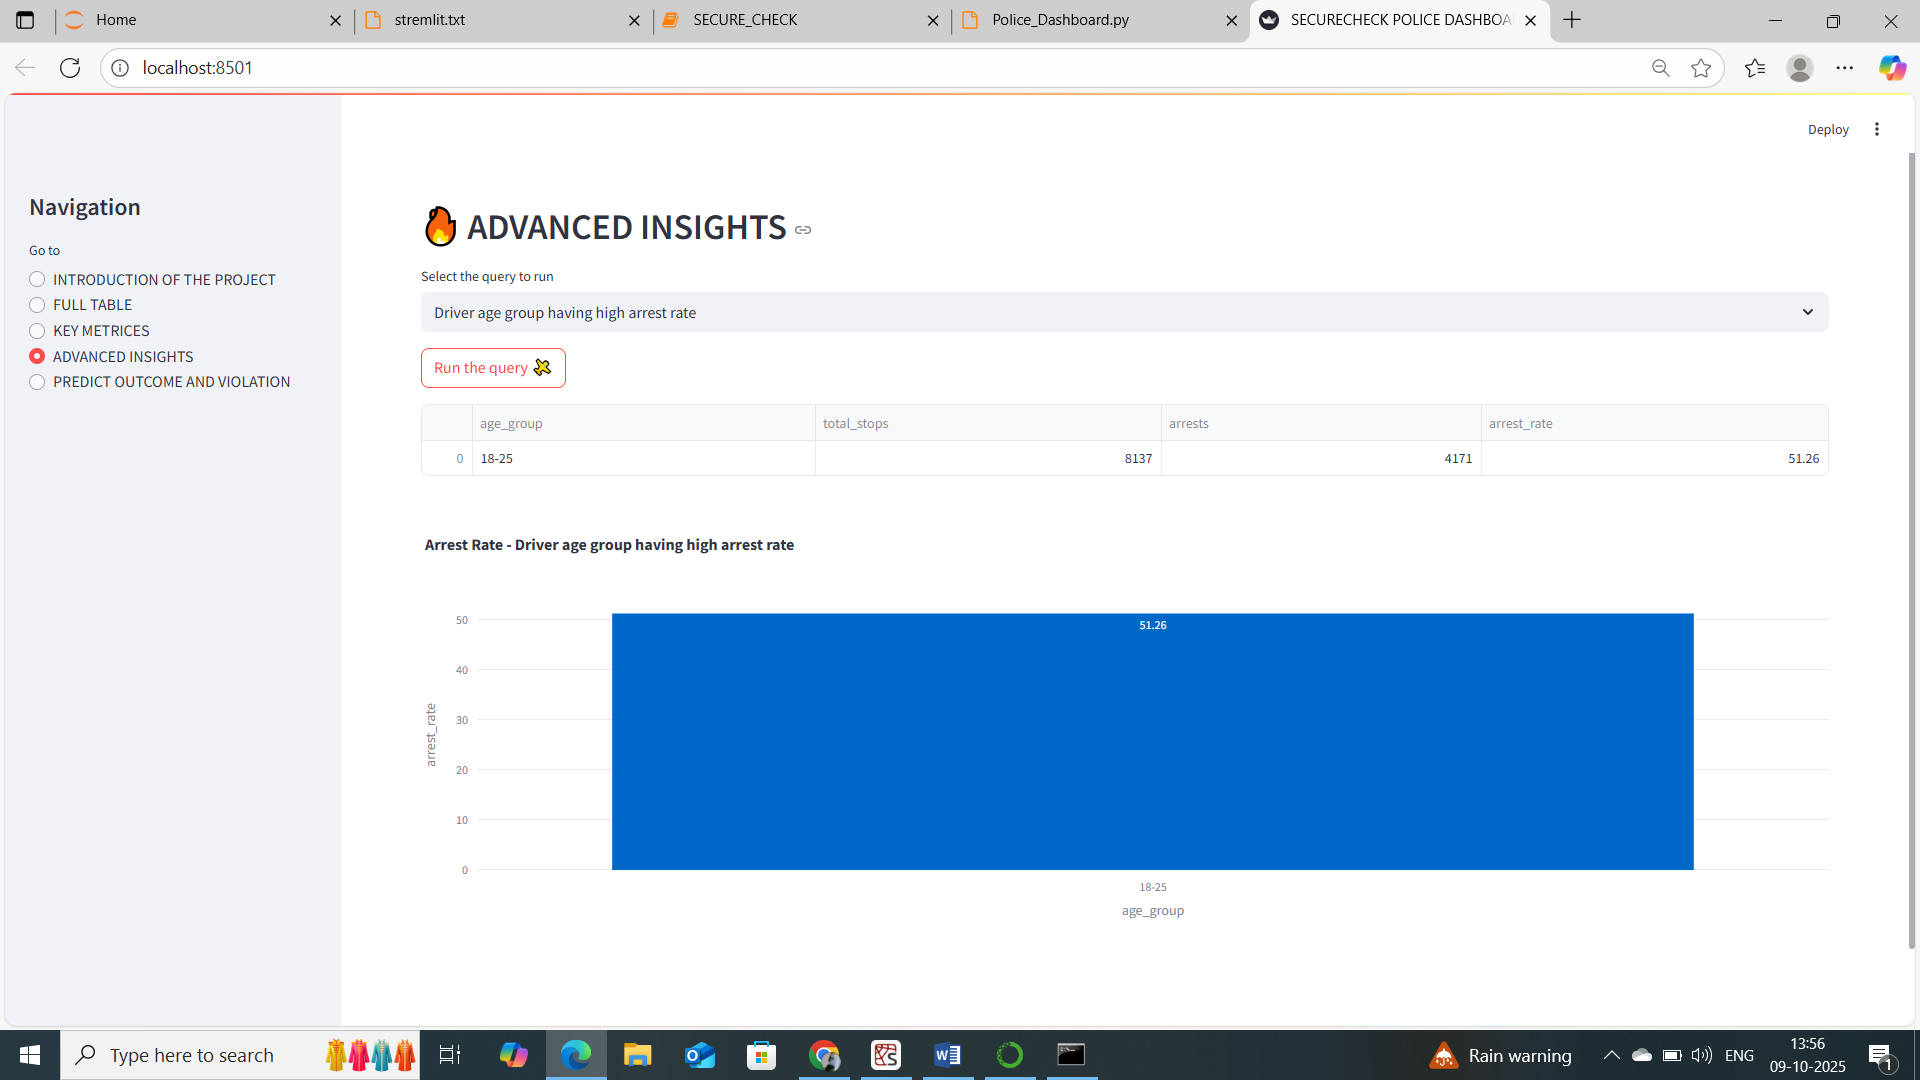 Home
stremlit.txt
SECURE_CHECK
Police_Dashboard.py
SECURECHECK POLICE DASHBOA
localhost:8501
Deploy
Navigation
Go to
INTRODUCTION OF THE PROJECT
FULL TABLE
KEY METRICES
ADVANCED INSIGHTS
PREDICT OUTCOME AND VIOLATION
ADVANCED INSIGHTS
Select the query to run
Driver age group having high arrest rate
Run the query
age_group total_stops arrests arrest_rate
0 18-25 8137 4171 51.26
Arrest Rate - Driver age group having high arrest rate
50
40
30
20
10
0
arrest_rate
51.26
18-25
age_group
Type here to search
Rain warning
ENG
13:56
09-10-2025
1